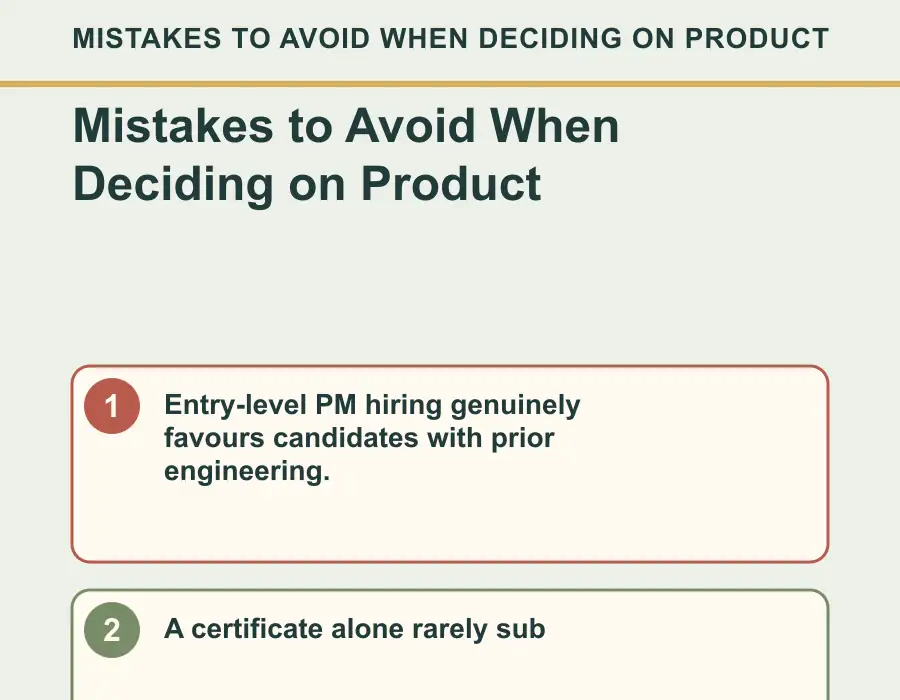 MISTAKES TO AVOID WHEN DECIDING ON PRODUCT
Mistakes to Avoid When
Deciding on Product
1
Entry-level PM hiring genuinely
favours candidates with prior
engineering.
2
A certificate alone rarely sub